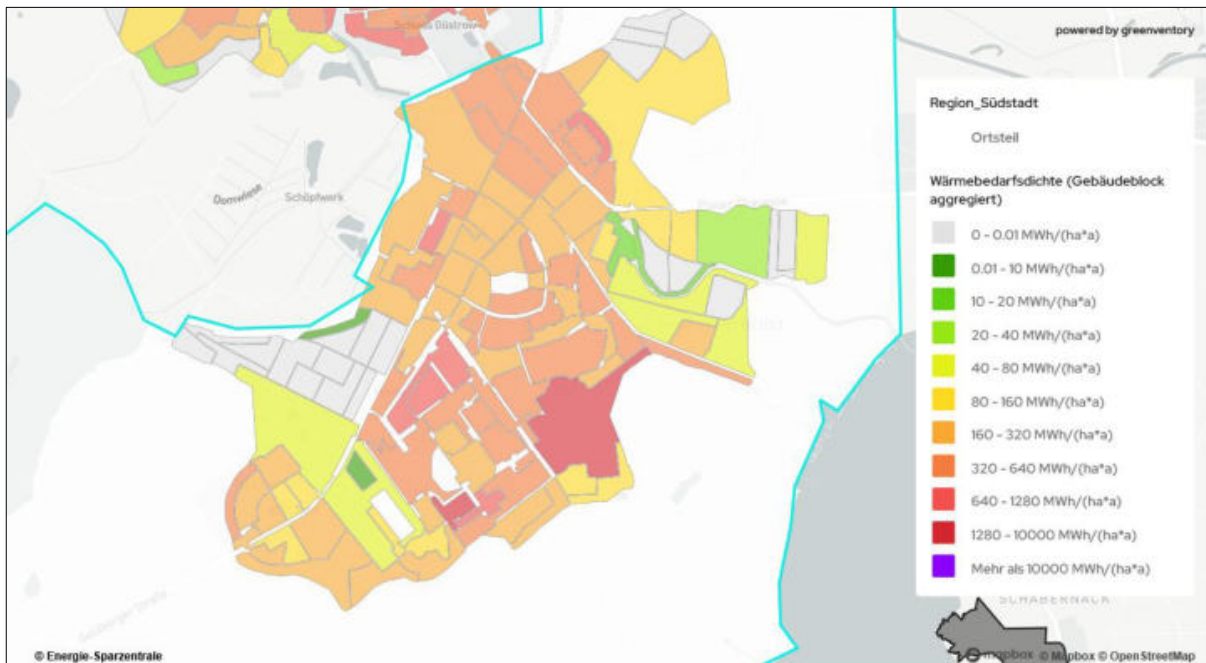 Schloss Güstrow
powered by greenventory
Region_Südstadt
Ortsteil
Domwiese
Schöpfwerk
Wärmebedarfsdichte (Gebäudeblock
aggregiert)
0 - 0.01 MWh/(ha*a)
0.01 - 10 MWh/(ha*a)
10 - 20 MWh/(ha*a)
20 - 40 MWh/(ha*a)
40 - 80 MWh/(ha*a)
80 - 160 MWh/(ha*a)
160 - 320 MWh/(ha*a)
320 - 640 MWh/(ha*a)
640 - 1280 MWh/(ha*a)
1280 - 10000 MWh/(ha*a)
Mehr als 10000 MWh/(ha*a)
SCHABERNACK
© Energie-Sparzentrale
mapbox © Mapbox © OpenStreetMap